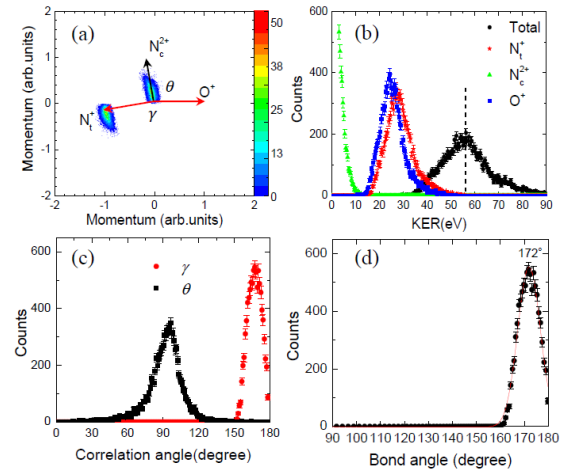 (a)
N_c^{2+}
θ
O^+
γ
N_t^+
Momentum (arb.units)
2
1
0
-1
-2
-2 -1 0 1 2
Momentum (arb.units)
53
50
38
25
13
0
(b)
Total
N_t^+
N_c^{2+}
O^+
Counts
600
400
200
0
0 10 20 30 40 50 60 70 80 90
KER(eV)
(c)
γ
θ
Counts
600
400
200
0
0 30 60 90 120 150 180
Correlation angle(degree)
(d)
172°
Counts
600
400
200
0
90 100 110 120 130 140 150 160 170 180
Bond angle (degree)